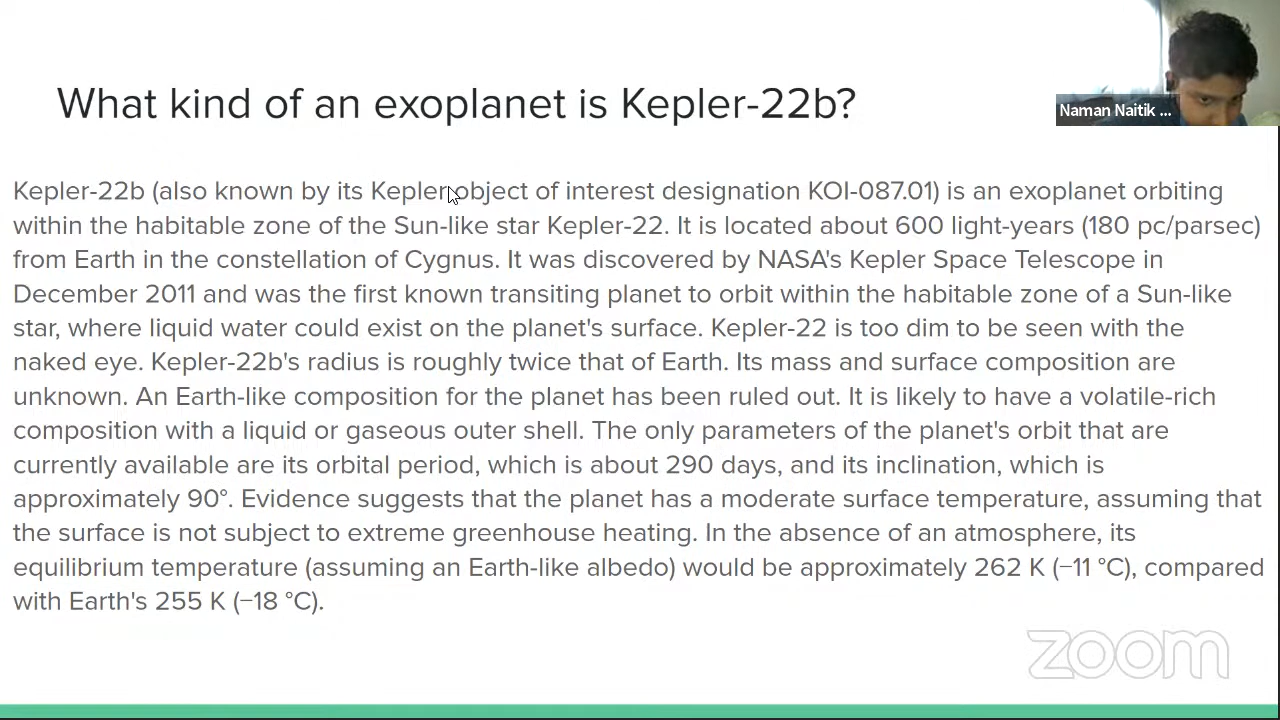 What kind of an exoplanet is Kepler-22b?
Naman Naitik ...
Kepler-22b (also known by its Kepler object of interest designation KOI-087.01) is an exoplanet orbiting
within the habitable zone of the Sun-like star Kepler-22. It is located about 600 light-years (180 pc/parsec)
from Earth in the constellation of Cygnus. It was discovered by NASA's Kepler Space Telescope in
December 2011 and was the first known transiting planet to orbit within the habitable zone of a Sun-like
star, where liquid water could exist on the planet's surface. Kepler-22 is too dim to be seen with the
naked eye. Kepler-22b's radius is roughly twice that of Earth. Its mass and surface composition are
unknown. An Earth-like composition for the planet has been ruled out. It is likely to have a volatile-rich
composition with a liquid or gaseous outer shell. The only parameters of the planet's orbit that are
currently available are its orbital period, which is about 290 days, and its inclination, which is
approximately 90°. Evidence suggests that the planet has a moderate surface temperature, assuming that
the surface is not subject to extreme greenhouse heating. In the absence of an atmosphere, its
equilibrium temperature (assuming an Earth-like albedo) would be approximately 262 K (−11 °C), compared
with Earth's 255 K (−18 °C).
zoom